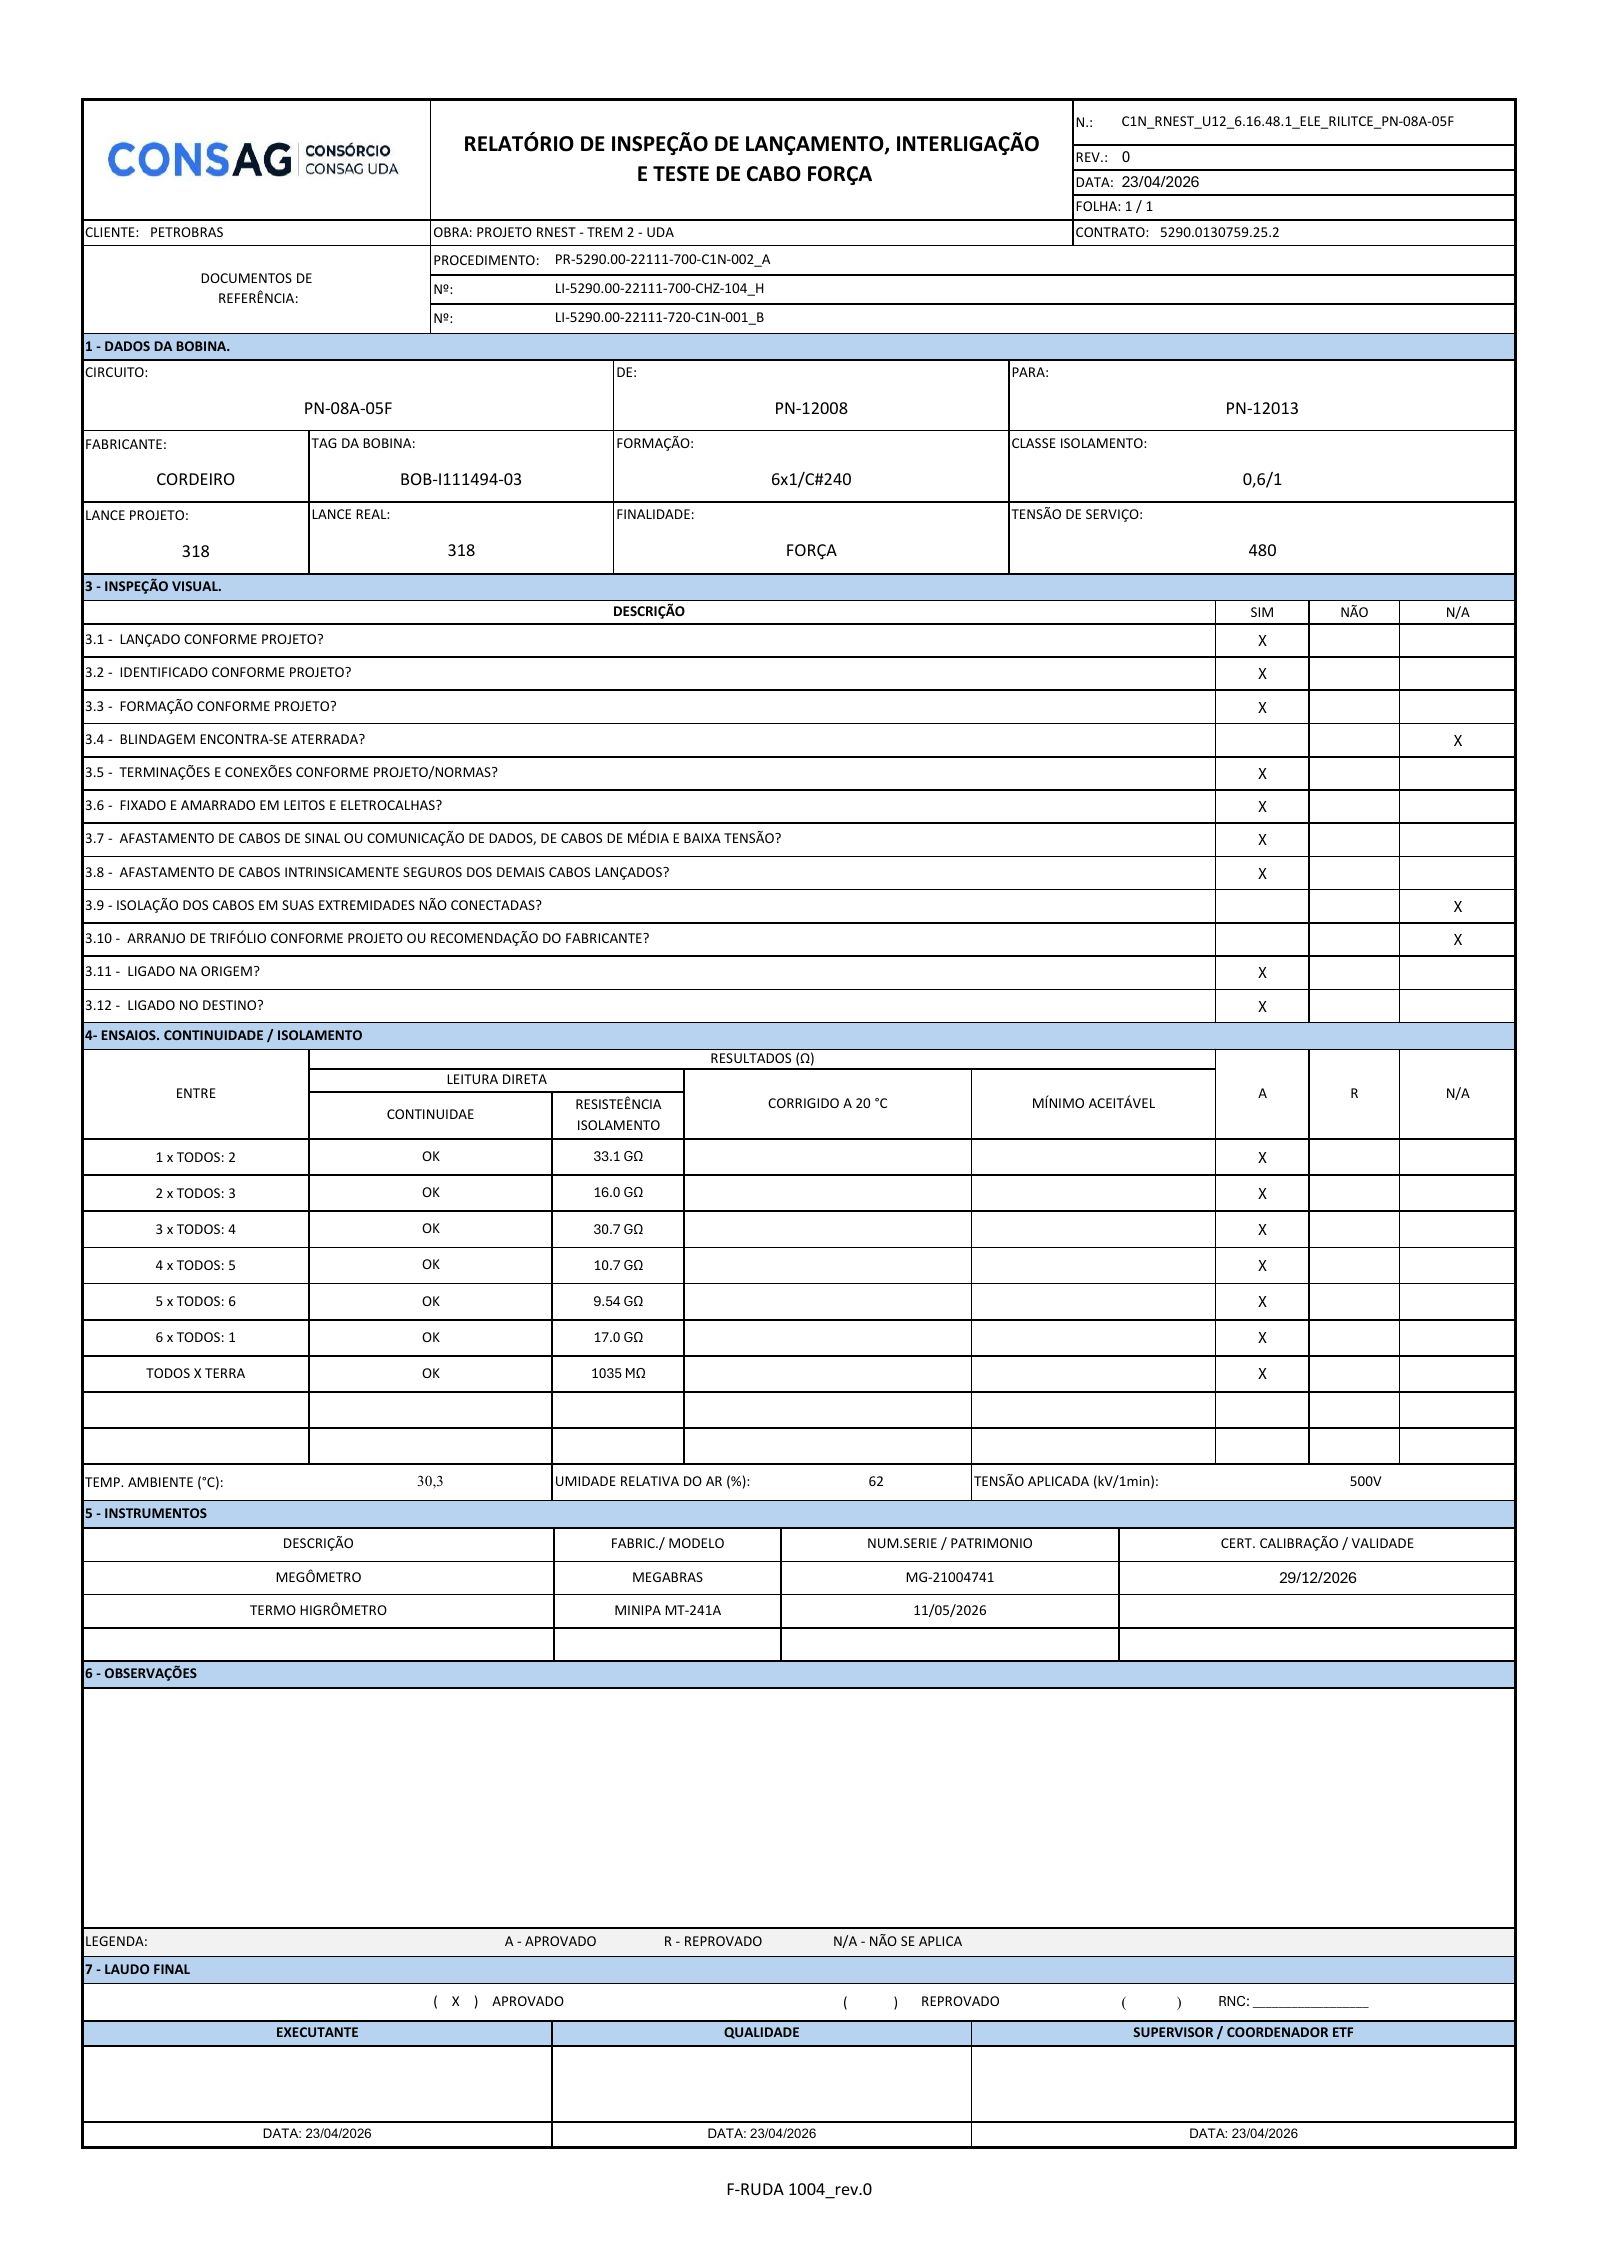 CONSAG CONSÓRCIO CONSAG UDA
RELATÓRIO DE INSPEÇÃO DE LANÇAMENTO, INTERLIGAÇÃO
E TESTE DE CABO FORÇA
N.: C1N_RNEST_U12_6.16.48.1_ELE_RILITCE_PN-08A-05F
REV.: 0
DATA: 23/04/2026
FOLHA: 1 / 1
CLIENTE: PETROBRAS OBRA: PROJETO RNEST - TREM 2 - UDA CONTRATO: 5290.0130759.25.2
DOCUMENTOS DE
REFERÊNCIA:
PROCEDIMENTO: PR-5290.00-22111-700-C1N-002_A
Nº: LI-5290.00-22111-700-CHZ-104_H
Nº: LI-5290.00-22111-720-C1N-001_B
1 - DADOS DA BOBINA.
CIRCUITO: DE: PARA:
PN-08A-05F PN-12008 PN-12013
FABRICANTE: TAG DA BOBINA: FORMAÇÃO: CLASSE ISOLAMENTO:
CORDEIRO BOB-I111494-03 6x1/C#240 0,6/1
LANCE PROJETO: LANCE REAL: FINALIDADE: TENSÃO DE SERVIÇO:
318 318 FORÇA 480
3 - INSPEÇÃO VISUAL.
DESCRIÇÃO SIM NÃO N/A
3.1 - LANÇADO CONFORME PROJETO? X
3.2 - IDENTIFICADO CONFORME PROJETO? X
3.3 - FORMAÇÃO CONFORME PROJETO? X
3.4 - BLINDAGEM ENCONTRA-SE ATERRADA? X
3.5 - TERMINAÇÕES E CONEXÕES CONFORME PROJETO/NORMAS? X
3.6 - FIXADO E AMARRADO EM LEITOS E ELETROCALHAS? X
3.7 - AFASTAMENTO DE CABOS DE SINAL OU COMUNICAÇÃO DE DADOS, DE CABOS DE MÉDIA E BAIXA TENSÃO? X
3.8 - AFASTAMENTO DE CABOS INTRINSICAMENTE SEGUROS DOS DEMAIS CABOS LANÇADOS? X
3.9 - ISOLAÇÃO DOS CABOS EM SUAS EXTREMIDADES NÃO CONECTADAS? X
3.10 - ARRANJO DE TRIFÓLIO CONFORME PROJETO OU RECOMENDAÇÃO DO FABRICANTE? X
3.11 - LIGADO NA ORIGEM? X
3.12 - LIGADO NO DESTINO? X
4- ENSAIOS. CONTINUIDADE / ISOLAMENTO
RESULTADOS (Ω)
LEITURA DIRETA
ENTRE CONTINUIDAE RESISTEÊNCIA ISOLAMENTO CORRIGIDO A 20 °C MÍNIMO ACEITÁVEL A R N/A
1 x TODOS: 2 OK 33.1 GΩ X
2 x TODOS: 3 OK 16.0 GΩ X
3 x TODOS: 4 OK 30.7 GΩ X
4 x TODOS: 5 OK 10.7 GΩ X
5 x TODOS: 6 OK 9.54 GΩ X
6 x TODOS: 1 OK 17.0 GΩ X
TODOS X TERRA OK 1035 MΩ X
TEMP. AMBIENTE (°C): 30,3 UMIDADE RELATIVA DO AR (%): 62 TENSÃO APLICADA (kV/1min): 500V
5 - INSTRUMENTOS
DESCRIÇÃO FABRIC./ MODELO NUM.SERIE / PATRIMONIO CERT. CALIBRAÇÃO / VALIDADE
MEGÔMETRO MEGABRAS MG-21004741 29/12/2026
TERMO HIGRÔMETRO MINIPA MT-241A 11/05/2026
6 - OBSERVAÇÕES
LEGENDA: A - APROVADO R - REPROVADO N/A - NÃO SE APLICA
7 - LAUDO FINAL
( X ) APROVADO ( ) REPROVADO ( ) RNC: ________________
EXECUTANTE QUALIDADE SUPERVISOR / COORDENADOR ETF
DATA: 23/04/2026 DATA: 23/04/2026 DATA: 23/04/2026
F-RUDA 1004_rev.0